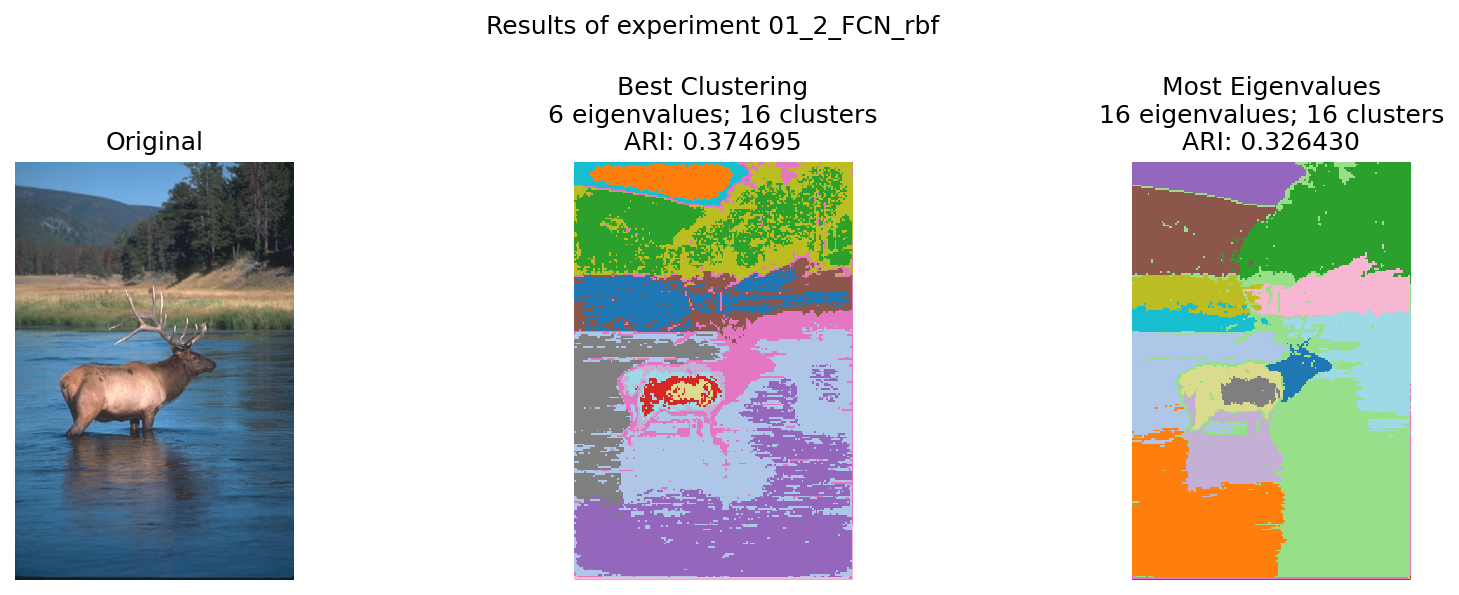 Results of experiment 01_2_FCN_rbf
Original
Best Clustering
6 eigenvalues; 16 clusters
ARI: 0.374695
Most Eigenvalues
16 eigenvalues; 16 clusters
ARI: 0.326430